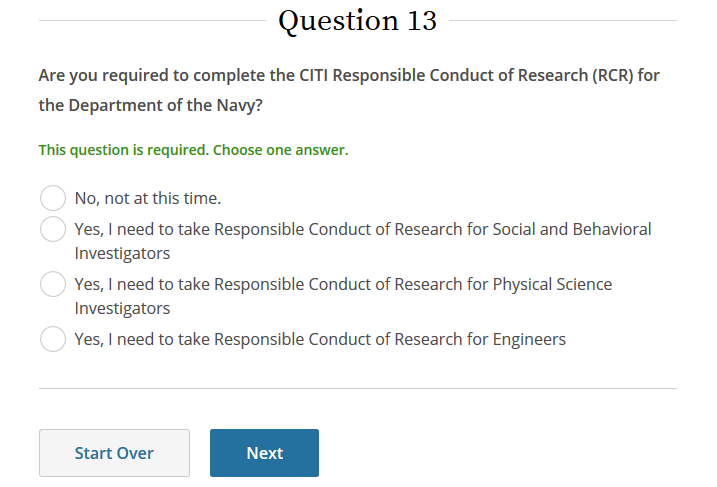 Question 13
Are you required to complete the CITI Responsible Conduct of Research (RCR) for
the Department of the Navy?
This question is required. Choose one answer.
No, not at this time.
Yes, I need to take Responsible Conduct of Research for Social and Behavioral
Investigators
Yes, I need to take Responsible Conduct of Research for Physical Science
Investigators
Yes, I need to take Responsible Conduct of Research for Engineers
Start Over
Next